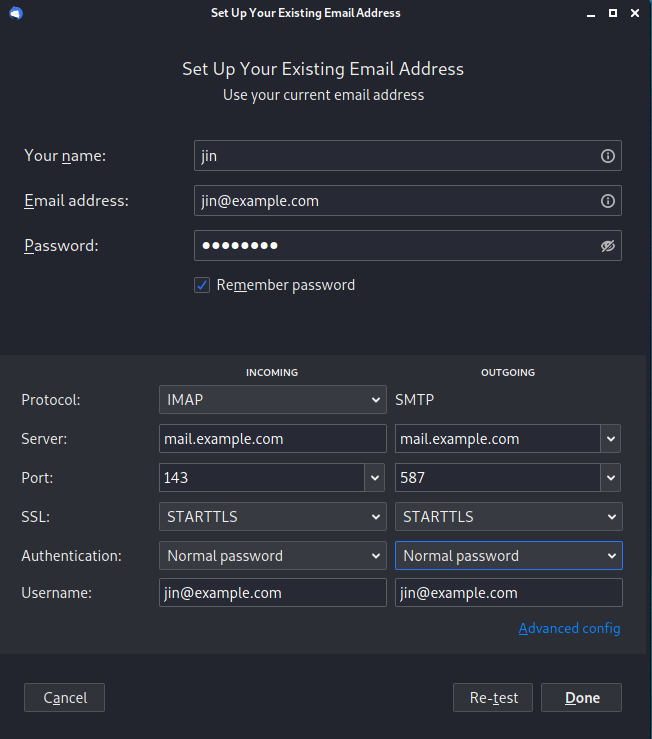 Set Up Your Existing Email Address
Set Up Your Existing Email Address
Use your current email address
Your name: jin
Email address: jin@example.com
Password: ●●●●●●●●
Remember password
INCOMING OUTGOING
Protocol: IMAP SMTP
Server: mail.example.com mail.example.com
Port: 143 587
SSL: STARTTLS STARTTLS
Authentication: Normal password Normal password
Username: jin@example.com jin@example.com
Advanced config
Cancel Re-test Done